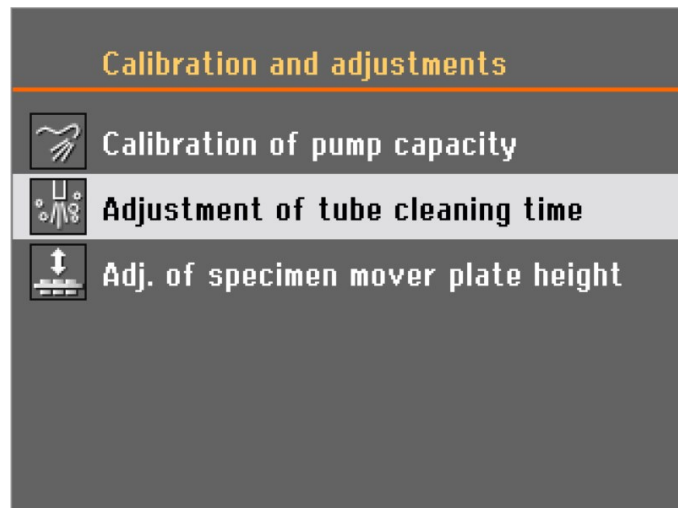 Calibration and adjustments
Calibration of pump capacity
Adjustment of tube cleaning time
Adj. of specimen mover plate height